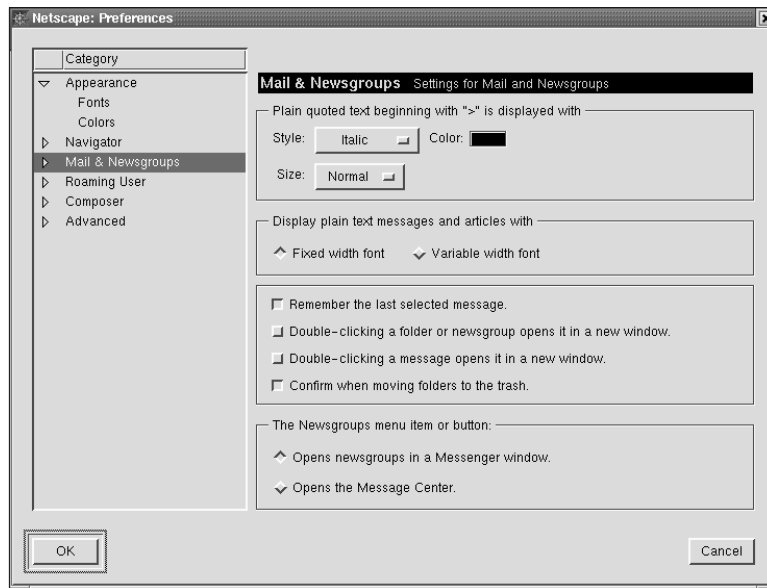 Netscape: Preferences
Category
Appearance
Fonts
Colors
Navigator
Mail & Newsgroups
Roaming User
Composer
Advanced
Mail & Newsgroups Settings for Mail and Newsgroups
Plain quoted text beginning with ">" is displayed with
Style: Italic Color:
Size: Normal
Display plain text messages and articles with
Fixed width font Variable width font
Remember the last selected message.
Double-clicking a folder or newsgroup opens it in a new window.
Double-clicking a message opens it in a new window.
Confirm when moving folders to the trash.
The Newsgroups menu item or button:
Opens newsgroups in a Messenger window.
Opens the Message Center.
OK Cancel